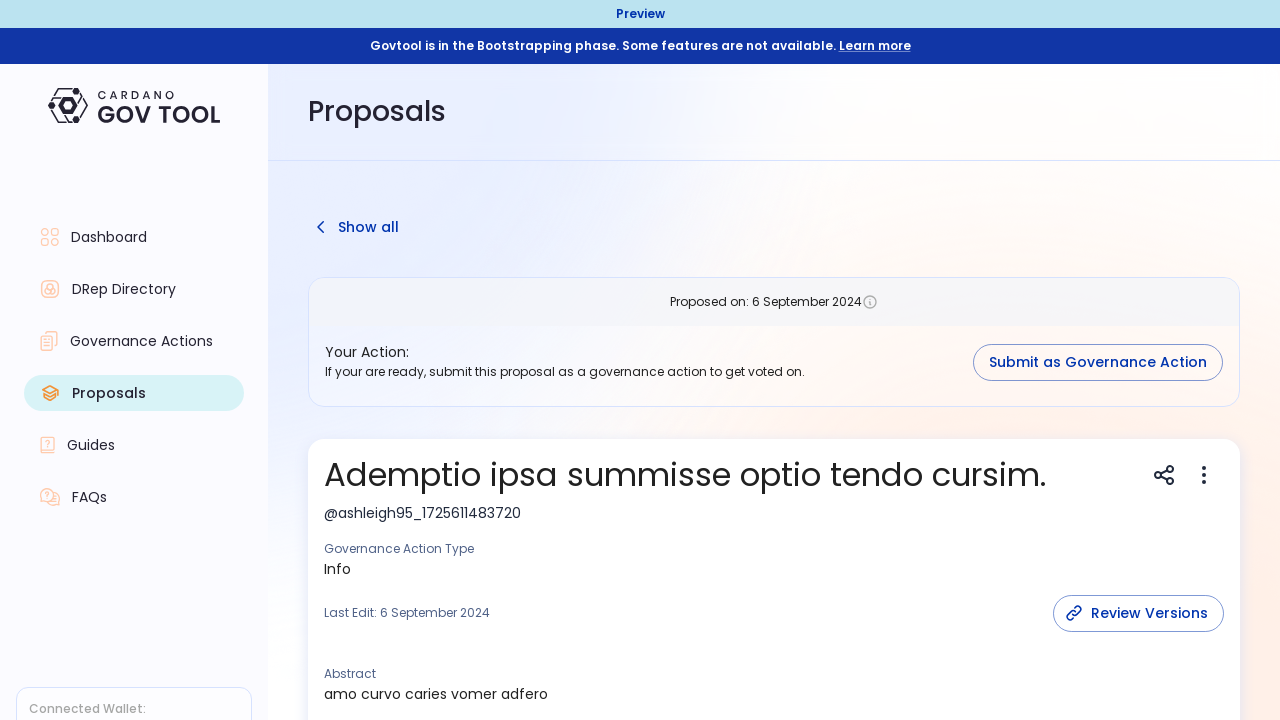 Preview
Govtool is in the Bootstrapping phase. Some features are not available. Learn more
CARDANO
GOV TOOL
Dashboard
DRep Directory
Governance Actions
Proposals
Guides
FAQs
Connected Wallet:
Proposals
Show all
Proposed on: 6 September 2024
Your Action:
If your are ready, submit this proposal as a governance action to get voted on.
Submit as Governance Action
Ademptio ipsa summisse optio tendo cursim.
@ashleigh95_1725611483720
Governance Action Type
Info
Last Edit: 6 September 2024
Review Versions
Abstract
amo curvo caries vomer adfero